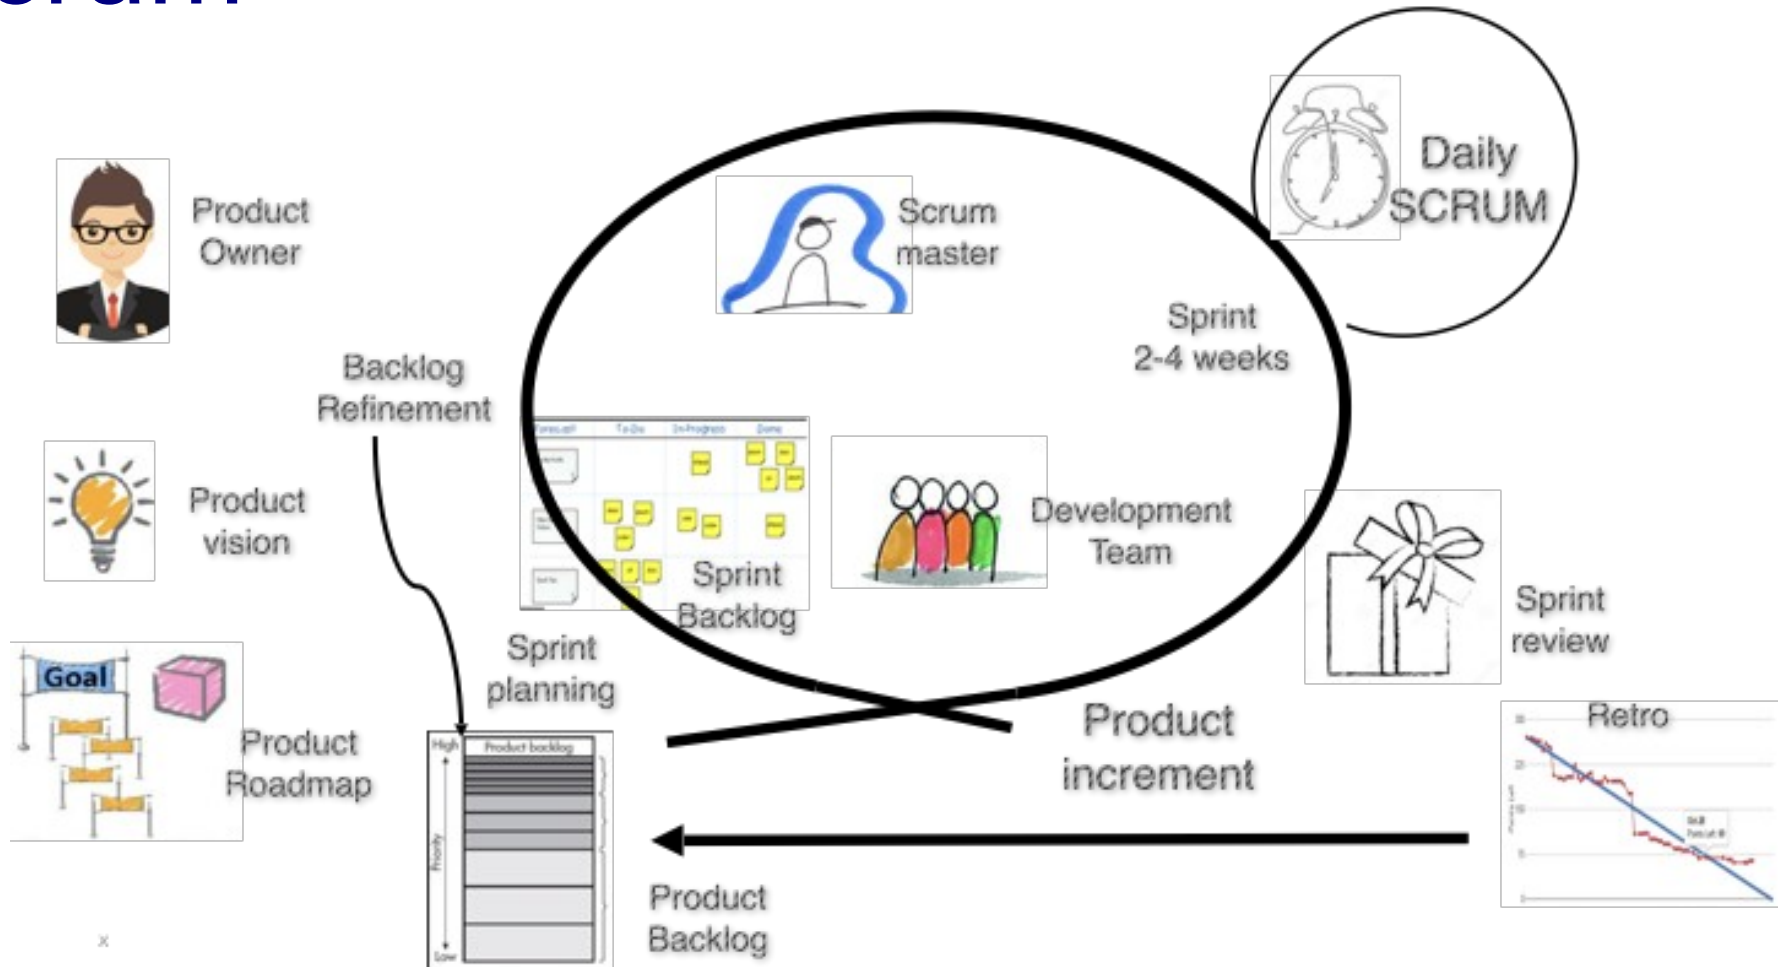 Daily
SCRUM
Product
Owner
Scrum
master
Sprint
2-4 weeks
Backlog
Refinement
To-Do
In-Progress
Done
Product
vision
Development
Team
Sprint
Backlog
Sprint
review
Sprint
planning
Goal
Product
Roadmap
Product
increment
Retro
High
Product backlog
Priority
Low
Product
Backlog
x